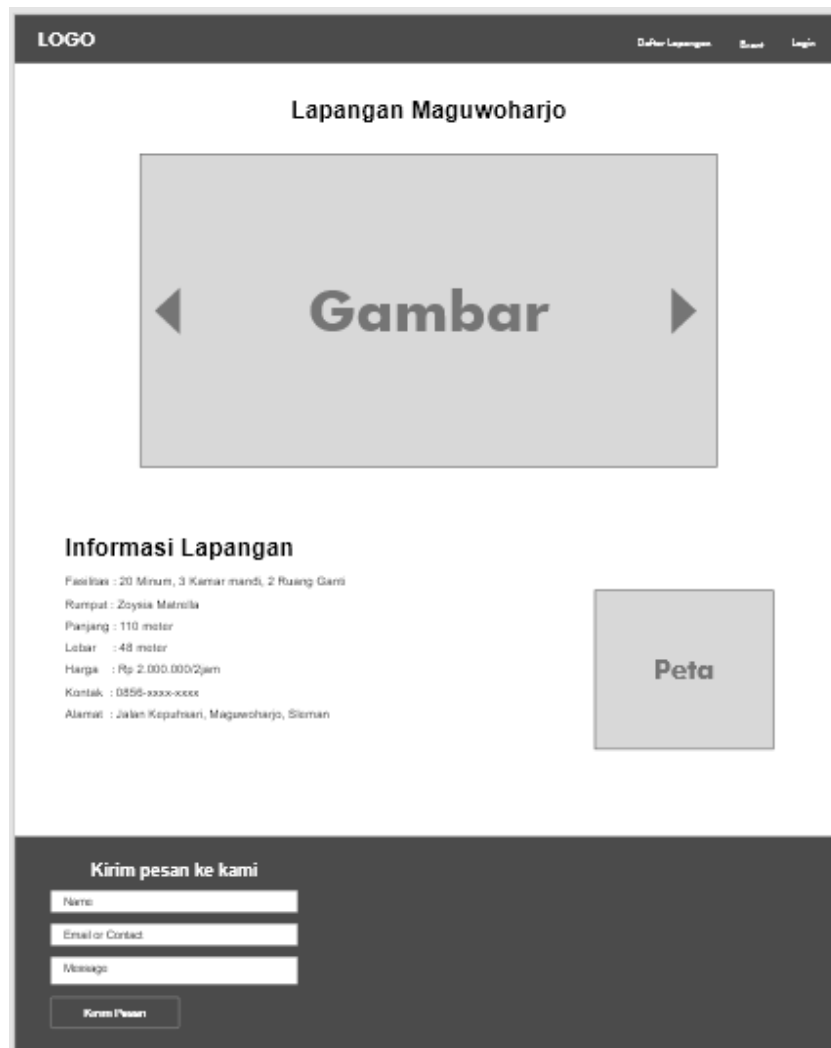 LOGO
Daftar Lapangan Event Login
Lapangan Maguwoharjo
Gambar
Informasi Lapangan
Fasilitas : 20 Minum, 3 Kamar mandi, 2 Ruang Ganti
Rumput : Zoysia Matrella
Panjang : 110 meter
Lebar : 48 meter
Harga : Rp 2.000.000/2jam
Kontak : 0856-xxxx-xxxx
Alamat : Jalan Kepuhsari, Maguwoharjo, Sleman
Peta
Kirim pesan ke kami
Name
Email or Contact
Message
Kirim Pesan